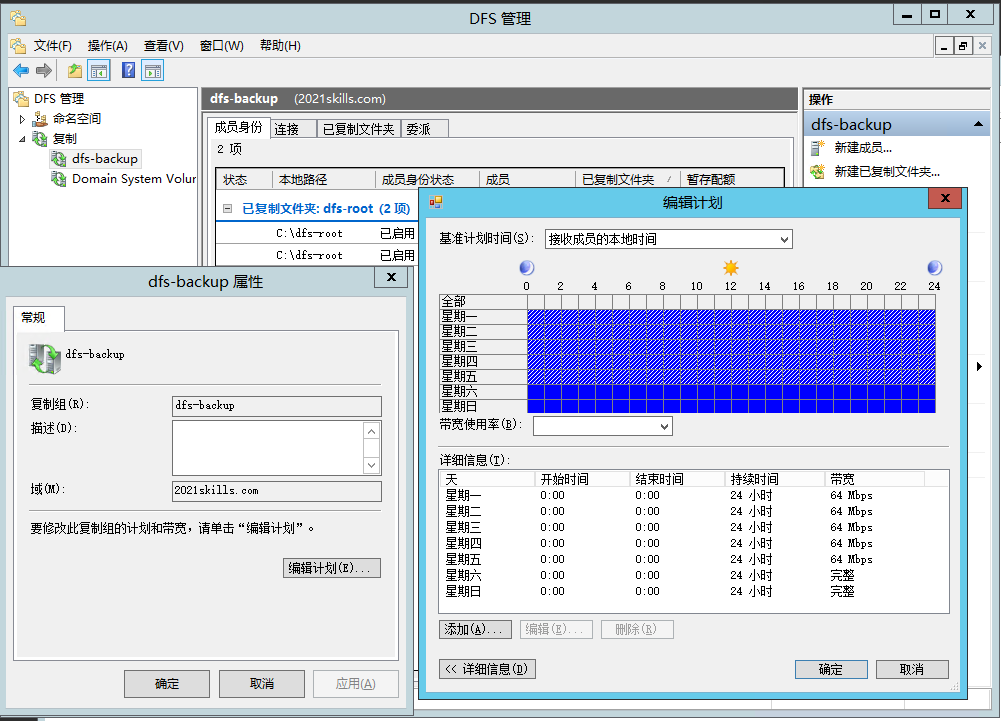 DFS 管理
文件(F) 操作(A) 查看(V) 窗口(W) 帮助(H)
DFS 管理
命名空间
复制
dfs-backup
Domain System Volur
dfs-backup (2021skills.com)
成员身份 连接 已复制文件夹 委派
2 项
状态 本地路径 成员身份状态 成员 已复制文件夹 暂存配额
已复制文件夹: dfs-root (2 项)
C:\dfs-root 已启用
C:\dfs-root 已启用
操作
dfs-backup
新建成员...
新建已复制文件夹...
dfs-backup 属性
常规
dfs-backup
复制组(R): dfs-backup
描述(D):
域(M): 2021skills.com
要修改此复制组的计划和带宽，请单击“编辑计划”。
编辑计划(E)...
确定 取消 应用(A)
编辑计划
基准计划时间(S): 接收成员的本地时间
0 2 4 6 8 10 12 14 16 18 20 22 24
全部
星期一
星期二
星期三
星期四
星期五
星期六
星期日
带宽使用率(B):
详细信息(T):
天 开始时间 结束时间 持续时间 带宽
星期一 0:00 0:00 24 小时 64 Mbps
星期二 0:00 0:00 24 小时 64 Mbps
星期三 0:00 0:00 24 小时 64 Mbps
星期四 0:00 0:00 24 小时 64 Mbps
星期五 0:00 0:00 24 小时 64 Mbps
星期六 0:00 0:00 24 小时 完整
星期日 0:00 0:00 24 小时 完整
添加(A)... 编辑(E)... 删除(R)
<< 详细信息(D) 确定 取消